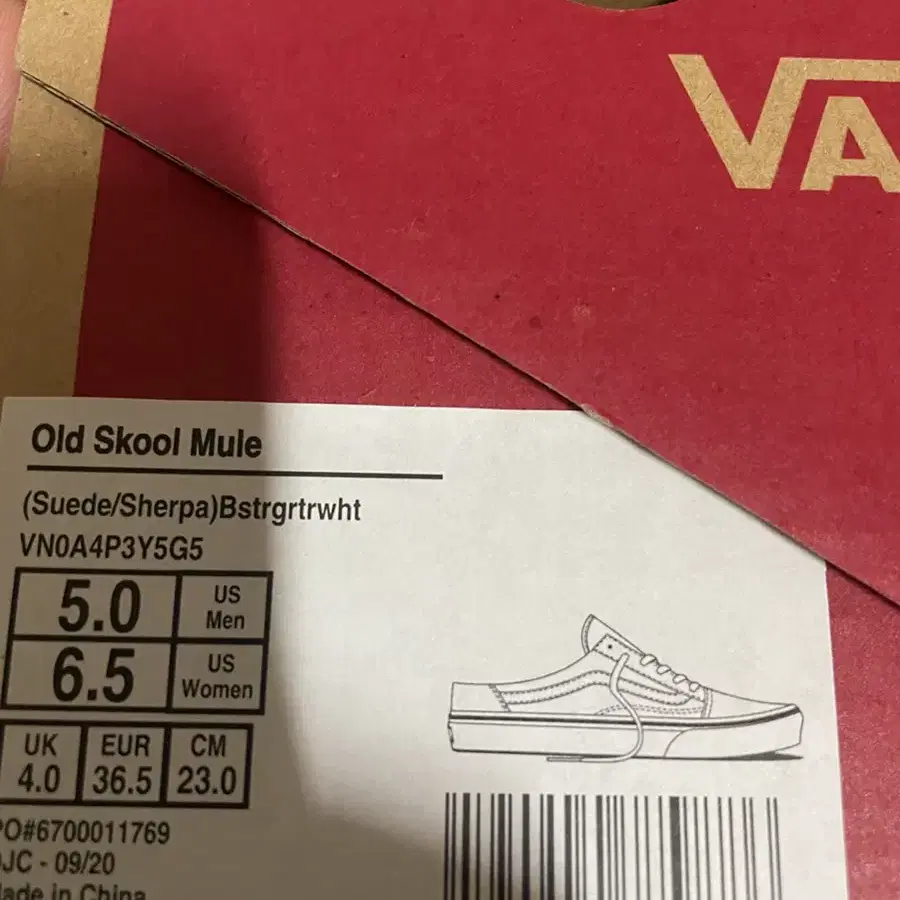 VA
Old Skool Mule
(Suede/Sherpa)Bstrgrtrwht
VN0A4P3Y5G5
5.0 US Men
6.5 US Women
UK EUR CM
4.0 36.5 23.0
PO#6700011769
JC - 09/20
Made in China